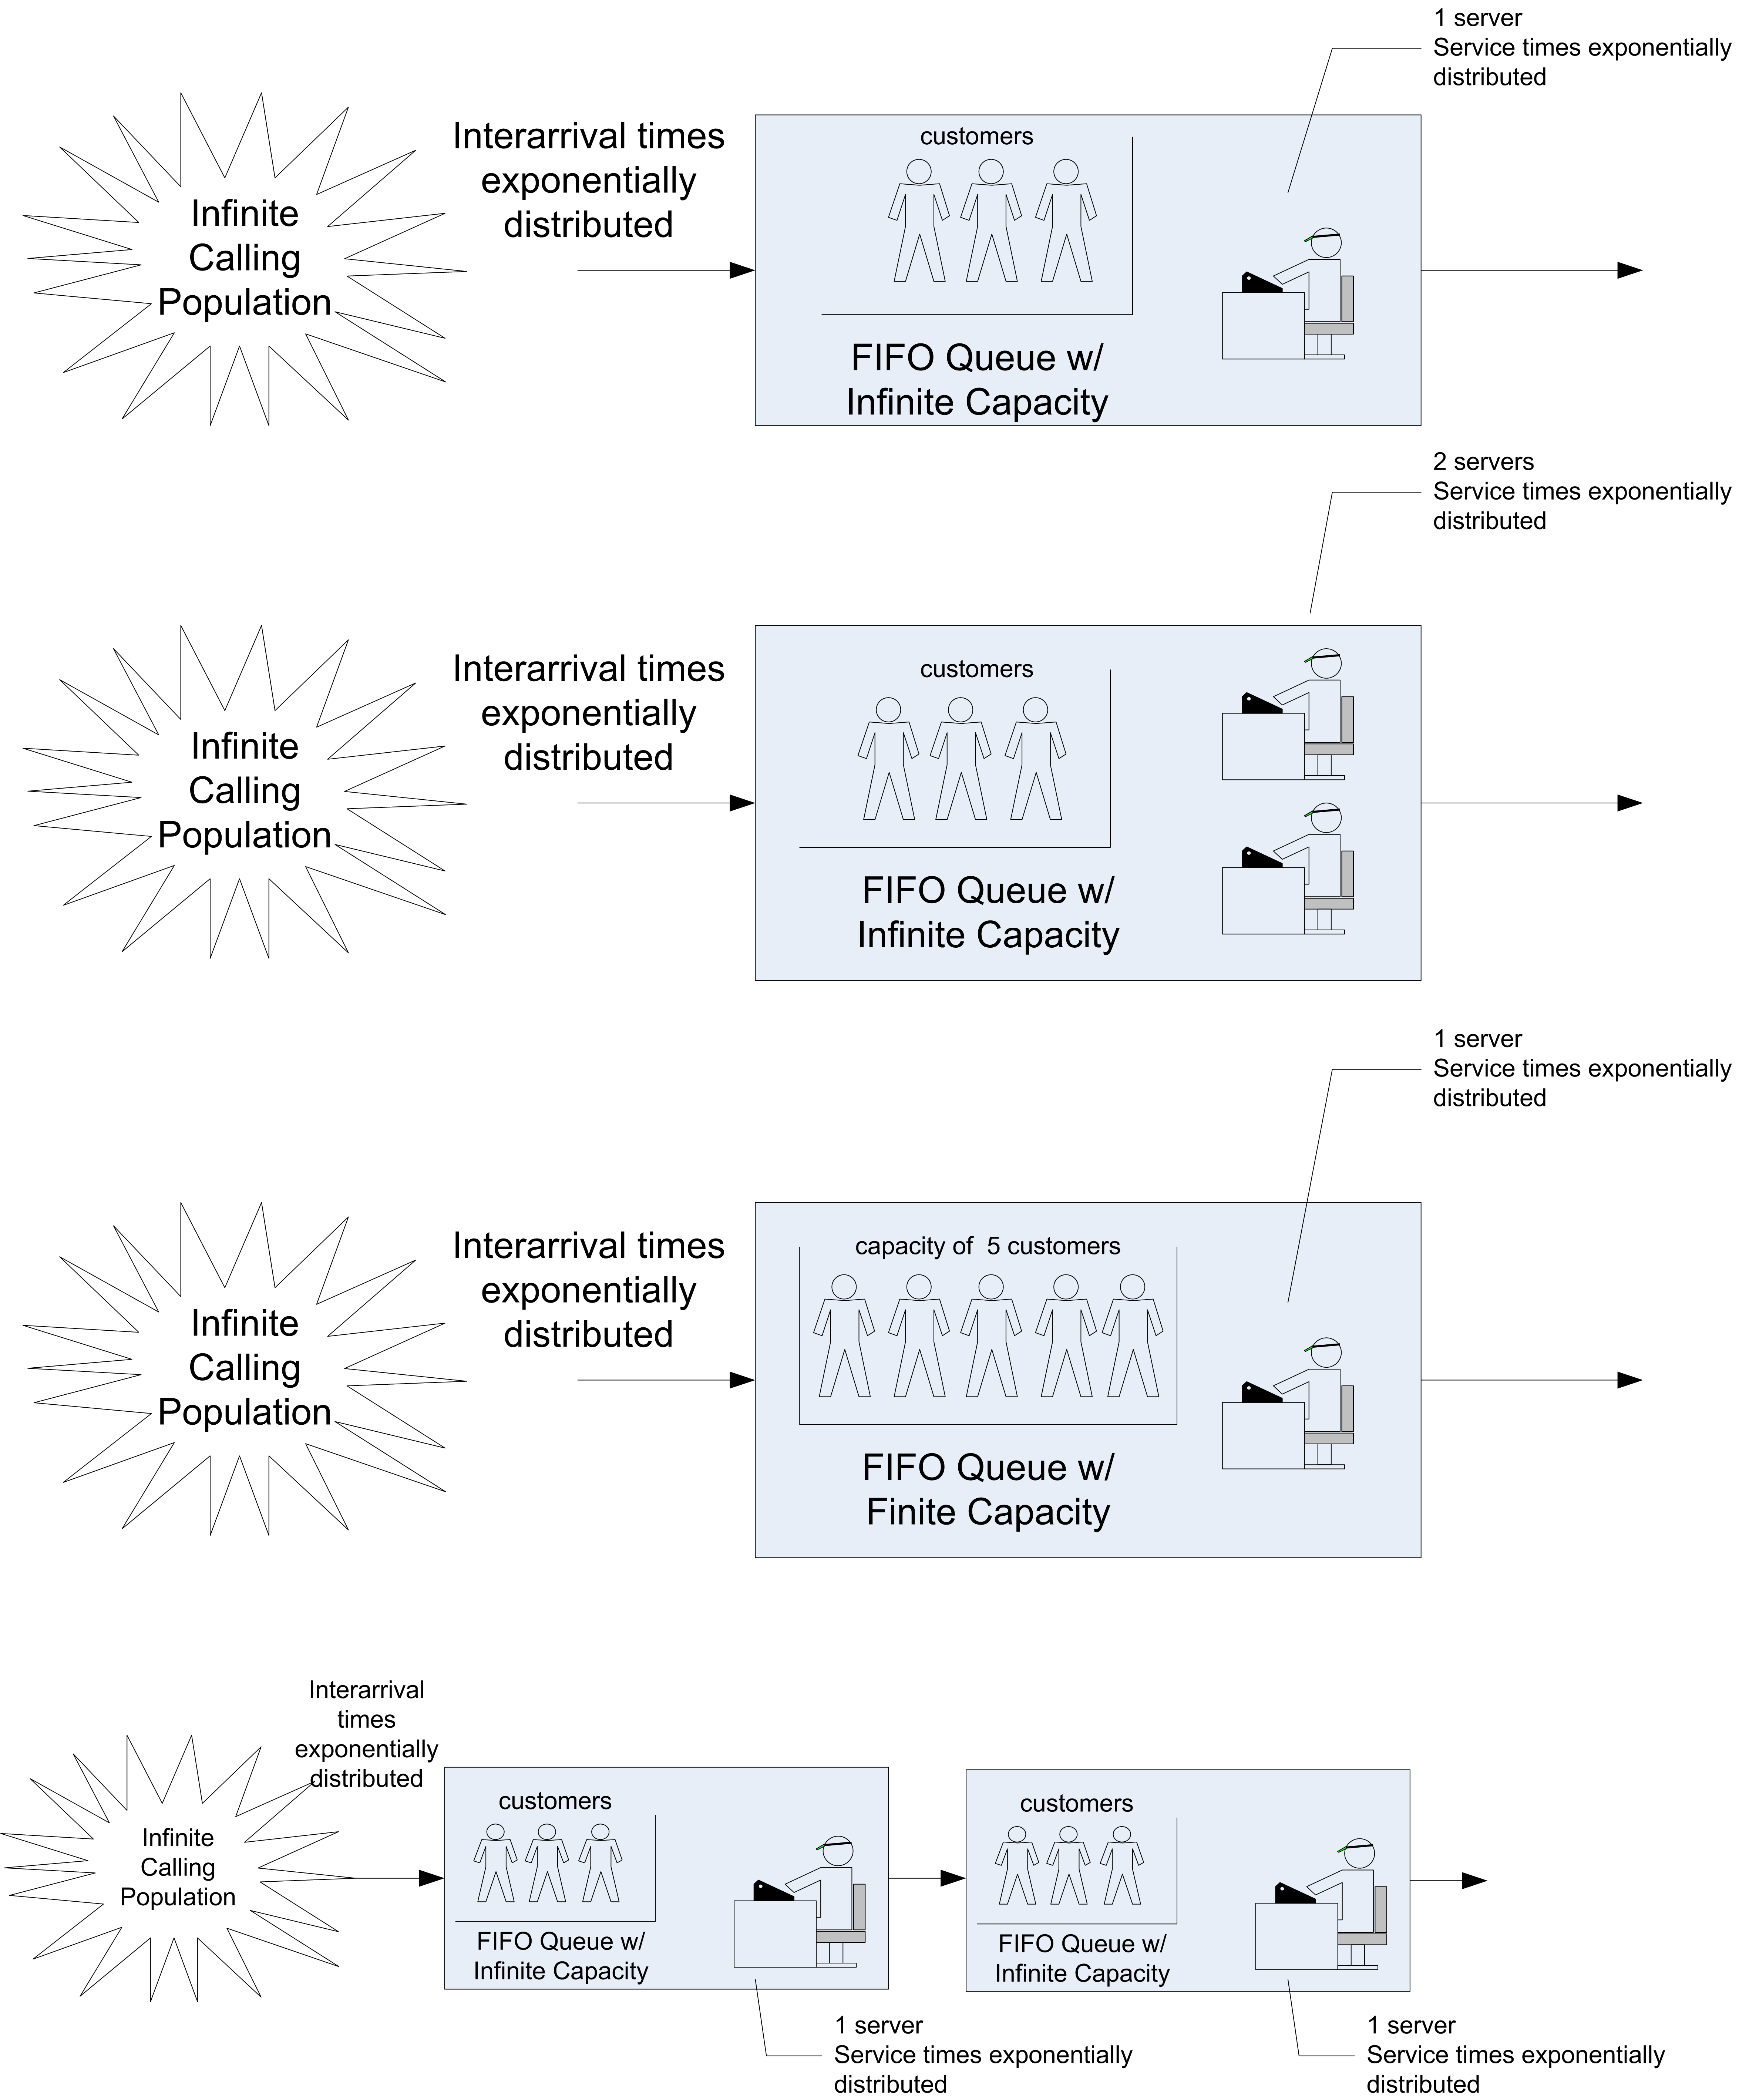 1 server
Service times exponentially
distributed
Interarrival times
exponentially
distributed
customers
Infinite
Calling
Population
FIFO Queue w/
Infinite Capacity
2 servers
Service times exponentially
distributed
Interarrival times
exponentially
distributed
customers
Infinite
Calling
Population
FIFO Queue w/
Infinite Capacity
1 server
Service times exponentially
distributed
Interarrival times
exponentially
distributed
capacity of  5 customers
Infinite
Calling
Population
FIFO Queue w/
Finite Capacity
Interarrival
times
exponentially
distributed
Infinite
Calling
Population
customers
FIFO Queue w/
Infinite Capacity
customers
FIFO Queue w/
Infinite Capacity
1 server
Service times exponentially
distributed
1 server
Service times exponentially
distributed